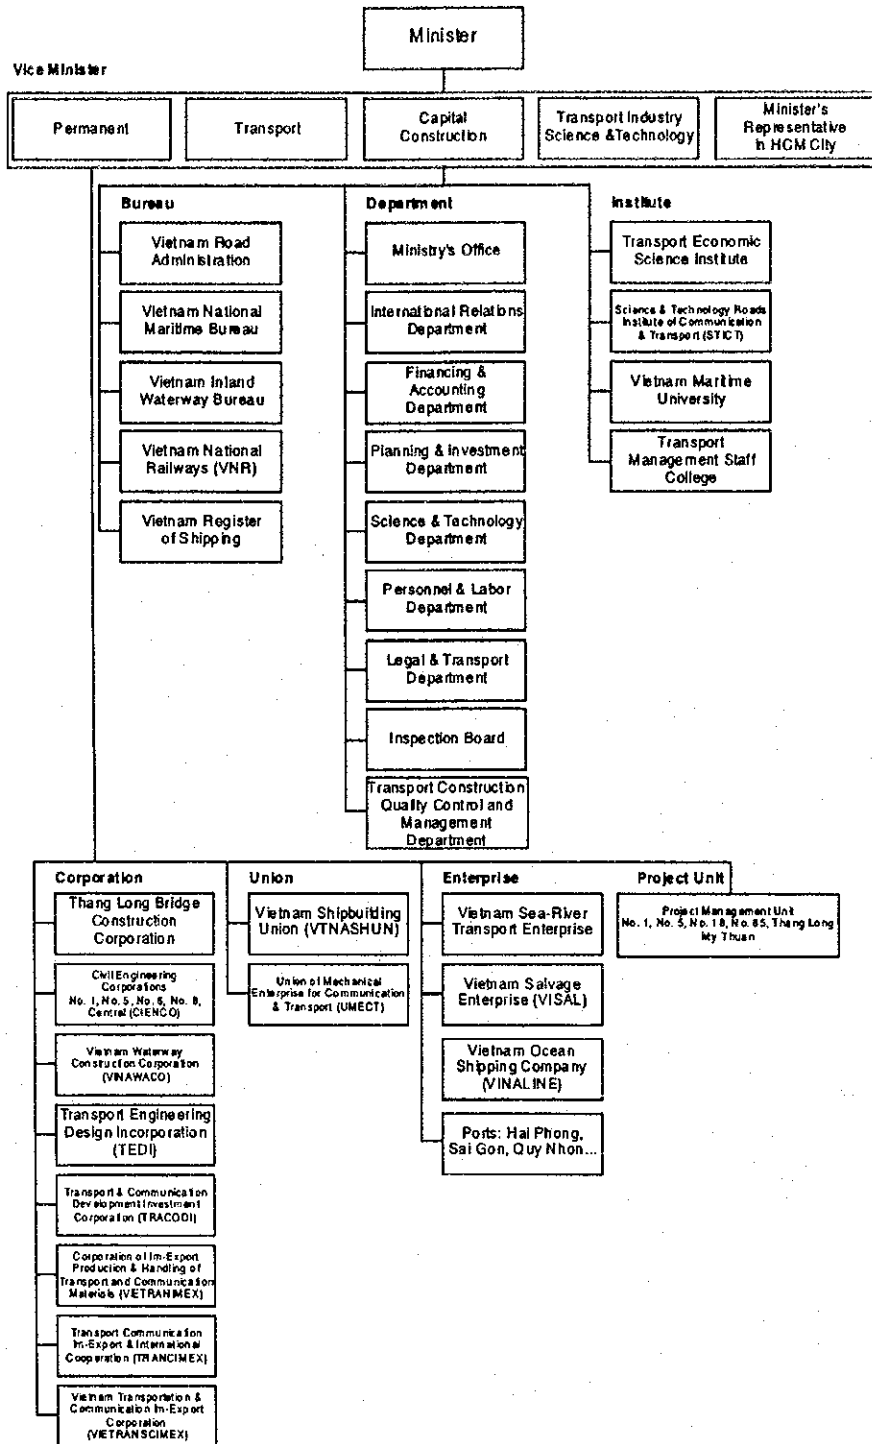 Minister
Vice Minister
Permanent
Transport
Capital
Construction
Transport Industry
Science & Technology
Minister's
Representative
in HCM City
Bureau
Vietnam Road
Administration
Vietnam National
Maritime Bureau
Vietnam Inland
Waterway Bureau
Vietnam National
Railways (VNR)
Vietnam Register
of Shipping
Department
Ministry's Office
International Relations
Department
Financing &
Accounting
Department
Planning & Investment
Department
Science & Technology
Department
Personnel & Labor
Department
Legal & Transport
Department
Inspection Board
Transport Construction
Quality Control and
Management
Department
Institute
Transport Economic
Science Institute
Science & Technology Roads
Institute of Communication
& Transport (STICT)
Vietnam Maritime
University
Transport
Management Staff
College
Corporation
Thang Long Bridge
Construction
Corporation
Civil Engineering
Corporations
No. 1, No. 5, No. 6, No. 8,
Central (CIENCO)
Vietnam Waterway
Construction Corporation
(VINAWACO)
Transport Engineering
Design Incorporation
(TEDI)
Transport & Communication
Development Investment
Corporation (TRACODI)
Corporation of Im-Export
Production & Handling of
Transport and Communication
Materials (VETRANIMEX)
Transport Communication
Im-Export & International
Cooperation (TRANCIMEX)
Vietnam Transportation &
Communication Im-Export
Corporation
(VIETRANSCIMEX)
Union
Vietnam Shipbuilding
Union (VTNASHUN)
Union of Mechanical
Enterprise for Communication
& Transport (UMECT)
Enterprise
Vietnam Sea-River
Transport Enterprise
Vietnam Salvage
Enterprise (VISAL)
Vietnam Ocean
Shipping Company
(VINALINE)
Ports: Hai Phong,
Sai Gon, Quy Nhon...
Project Unit
Project Management Unit
No. 1, No. 5, No. 18, No. 85, Thang Long
My Thuan